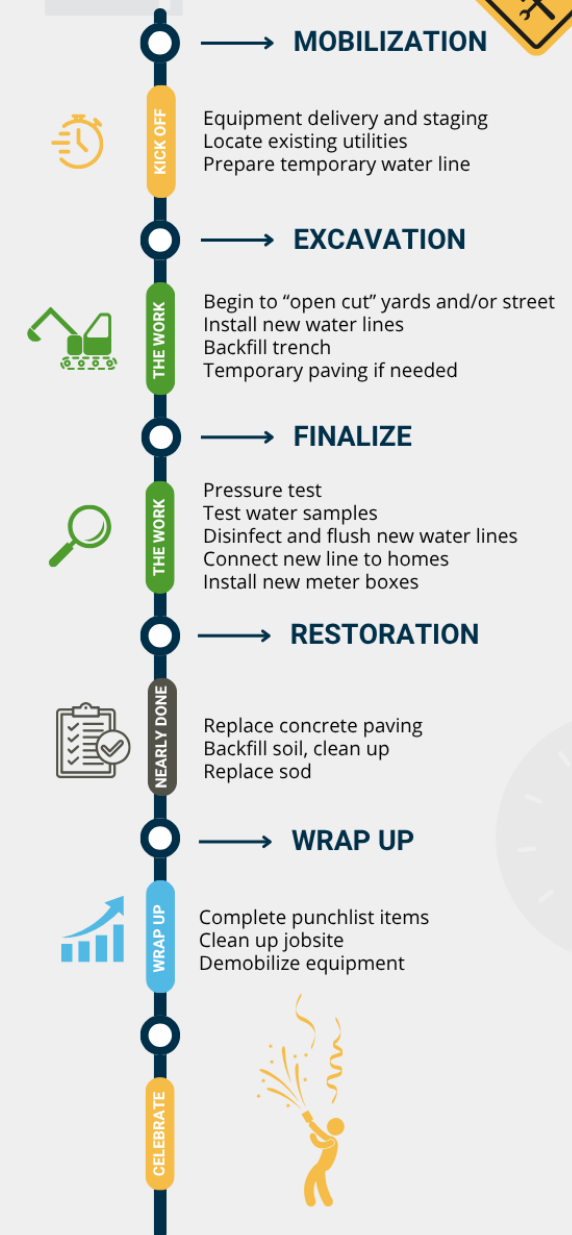 MOBILIZATION
KICK OFF
Equipment delivery and staging
Locate existing utilities
Prepare temporary water line
EXCAVATION
THE WORK
Begin to “open cut” yards and/or street
Install new water lines
Backfill trench
Temporary paving if needed
FINALIZE
THE WORK
Pressure test
Test water samples
Disinfect and flush new water lines
Connect new line to homes
Install new meter boxes
RESTORATION
NEARLY DONE
Replace concrete paving
Backfill soil, clean up
Replace sod
WRAP UP
WRAP UP
Complete punchlist items
Clean up jobsite
Demobilize equipment
CELEBRATE